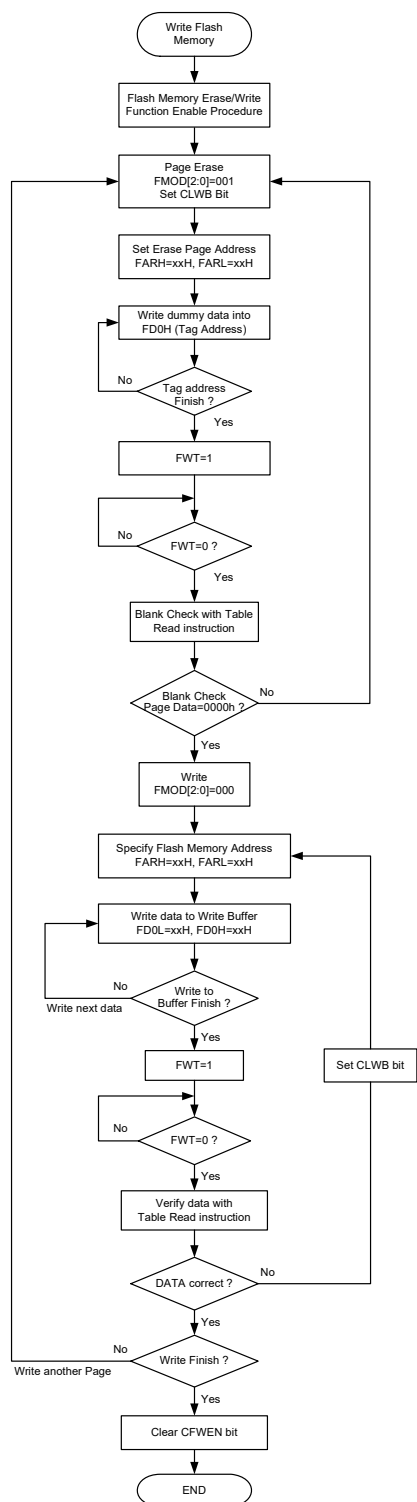 Write Flash
Memory
Flash Memory Erase/Write
Function Enable Procedure
Page Erase
FMOD[2:0]=001
Set CLWB Bit
Set Erase Page Address
FARH=xxH, FARL=xxH
Write dummy data into
FD0H (Tag Address)
No
Tag address
Finish ?
Yes
FWT=1
No
FWT=0 ?
Yes
Blank Check with Table
Read instruction
Blank Check
Page Data=0000h ?
No
Yes
Write
FMOD[2:0]=000
Specify Flash Memory Address
FARH=xxH, FARL=xxH
Write data to Write Buffer
FD0L=xxH, FD0H=xxH
No
Write to
Buffer Finish ?
Write next data
Yes
FWT=1
Set CLWB bit
No
FWT=0 ?
Yes
Verify data with
Table Read instruction
No
DATA correct ?
Yes
No
Write Finish ?
Write another Page
Yes
Clear CFWEN bit
END